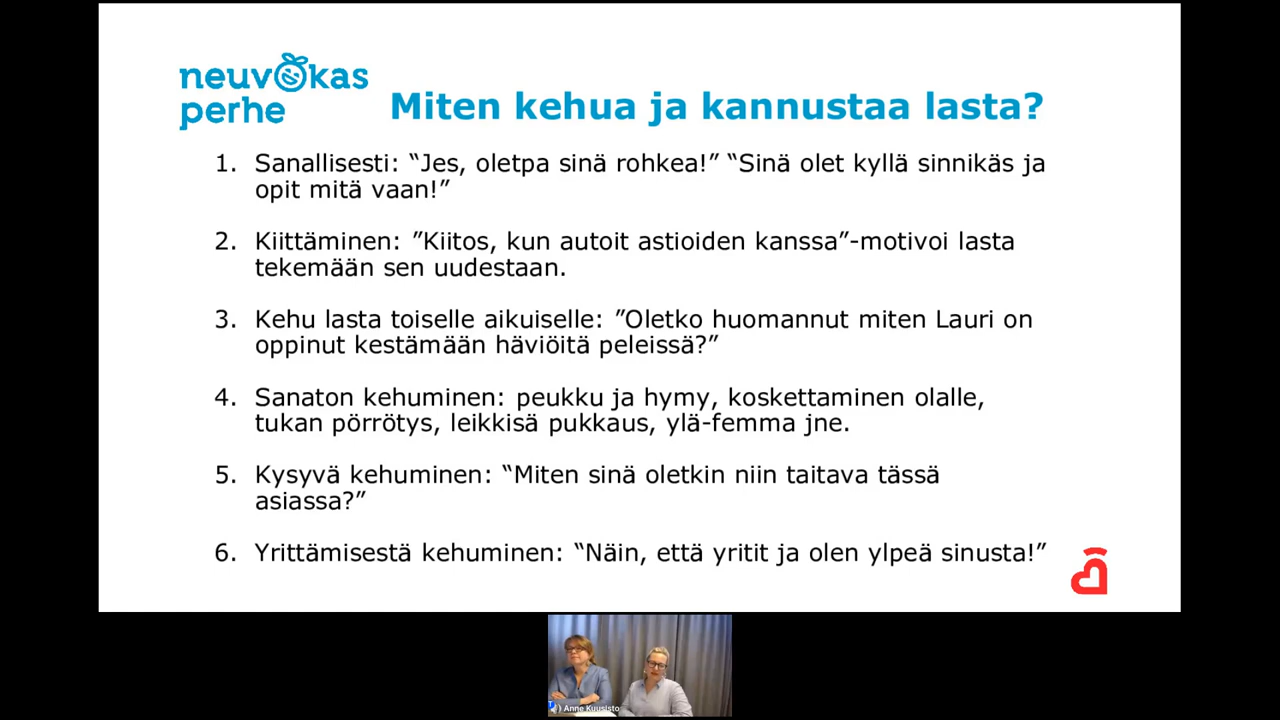 neuvokas
perhe
Miten kehua ja kannustaa lasta?
1. Sanallisesti: “Jes, oletpa sinä rohkea!” “Sinä olet kyllä sinnikäs ja
opit mitä vaan!”
2. Kiittäminen: ”Kiitos, kun autoit astioiden kanssa”-motivoi lasta
tekemään sen uudestaan.
3. Kehu lasta toiselle aikuiselle: ”Oletko huomannut miten Lauri on
oppinut kestämään häviöitä peleissä?”
4. Sanaton kehuminen: peukku ja hymy, koskettaminen olalle,
tukan pörrötys, leikkisä pukkaus, ylä-femma jne.
5. Kysyvä kehuminen: “Miten sinä oletkin niin taitava tässä
asiassa?”
6. Yrittämisestä kehuminen: “Näin, että yritit ja olen ylpeä sinusta!”
Anne Kuusisto